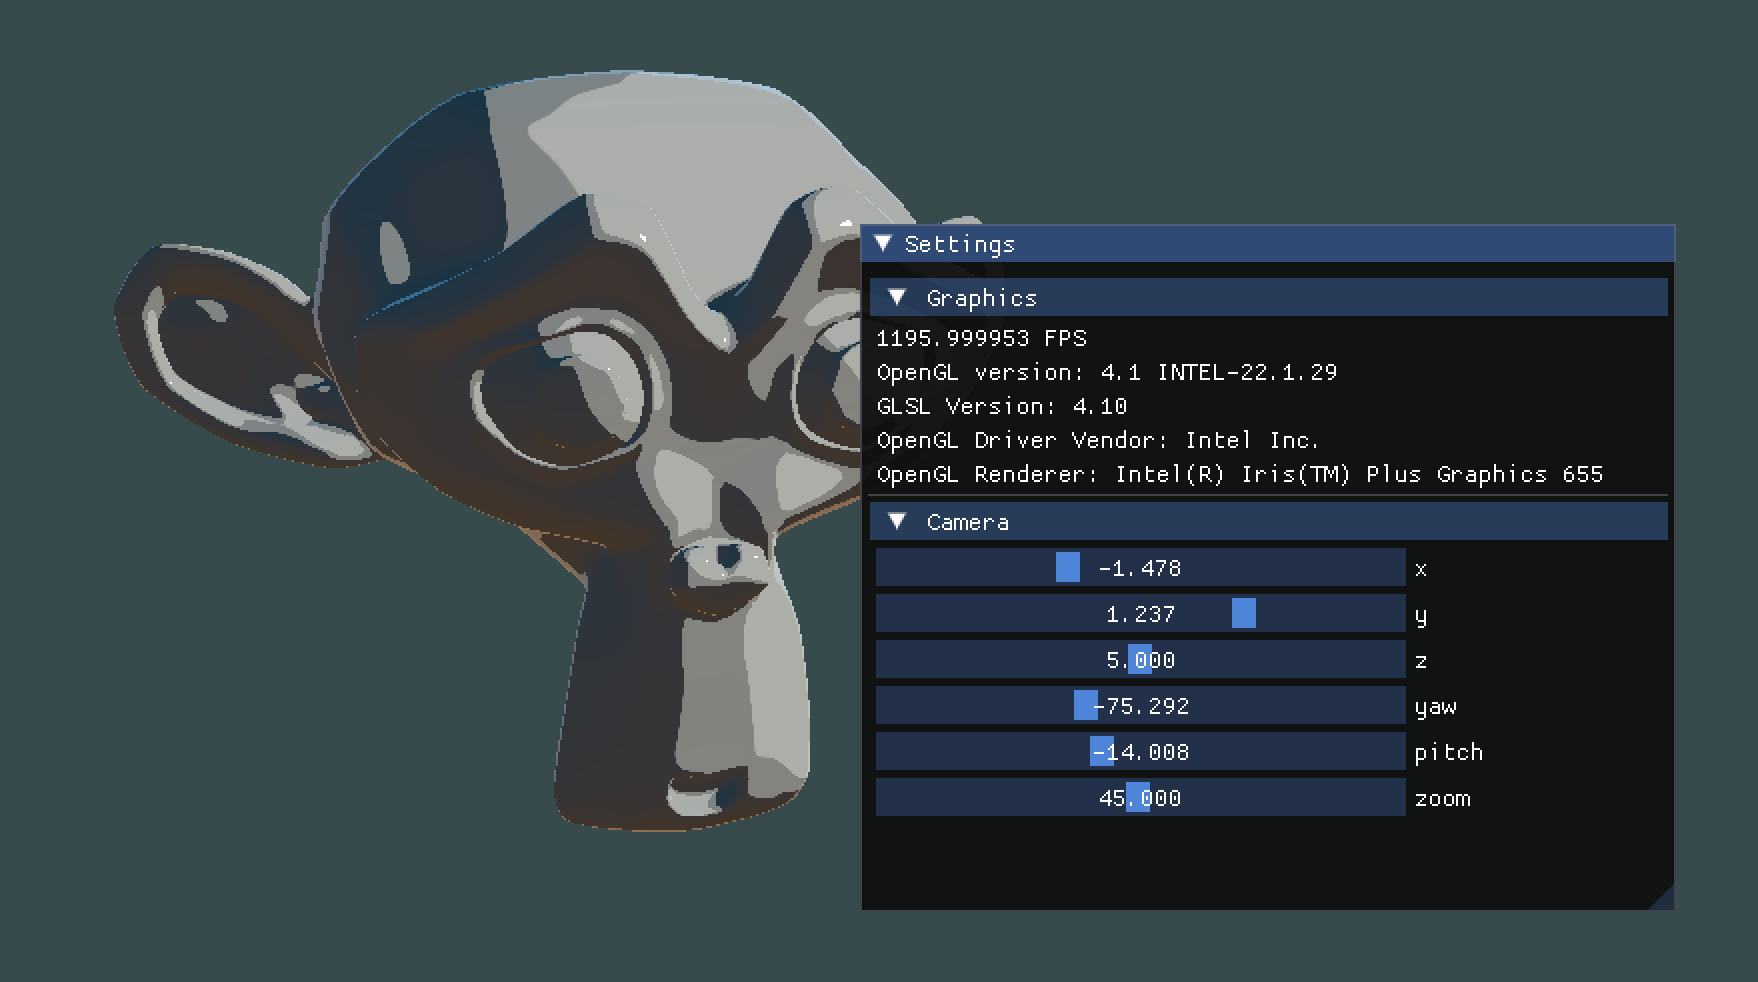 Settings
Graphics
1195.999953 FPS
OpenGL version: 4.1 INTEL-22.1.29
GLSL Version: 4.10
OpenGL Driver Vendor: Intel Inc.
OpenGL Renderer: Intel(R) Iris(TM) Plus Graphics 655
Camera
-1.478 x
1.237 y
5.000 z
-75.292 yaw
-14.008 pitch
45.000 zoom